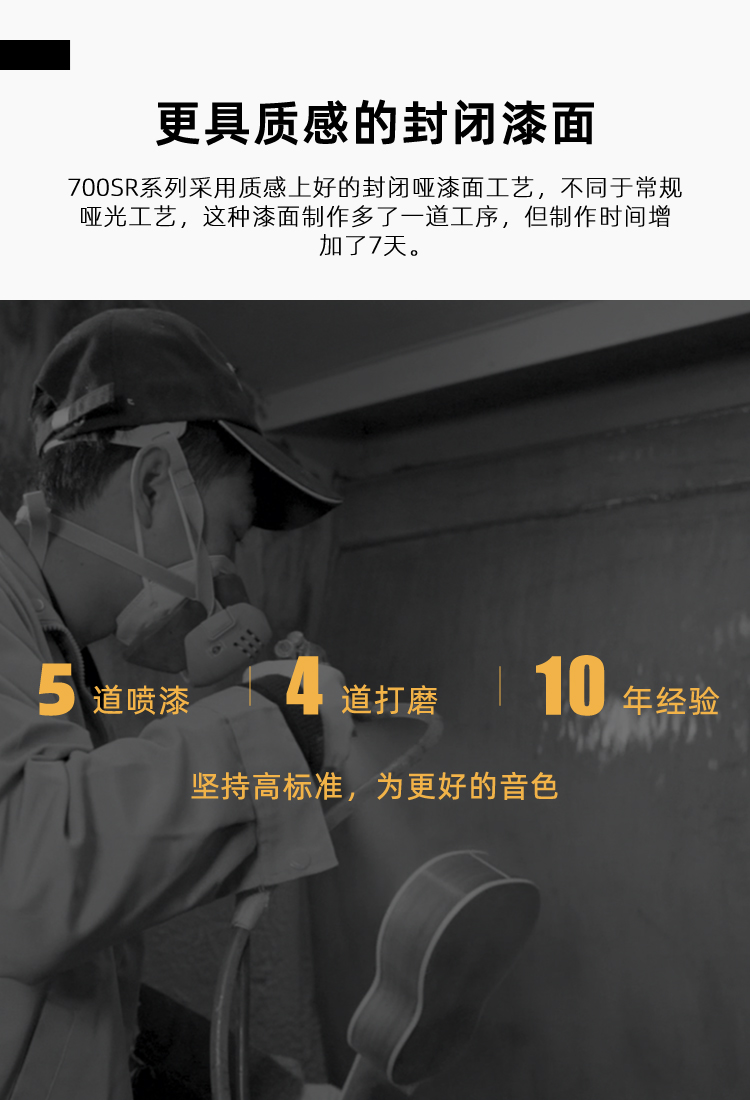 更具质感的封闭漆面
700SR系列采用质感上好的封闭哑漆面工艺，不同于常规
哑光工艺，这种漆面制作多了一道工序，但制作时间增
加了7天。
5 道喷漆 4 道打磨 10 年经验
坚持高标准，为更好的音色